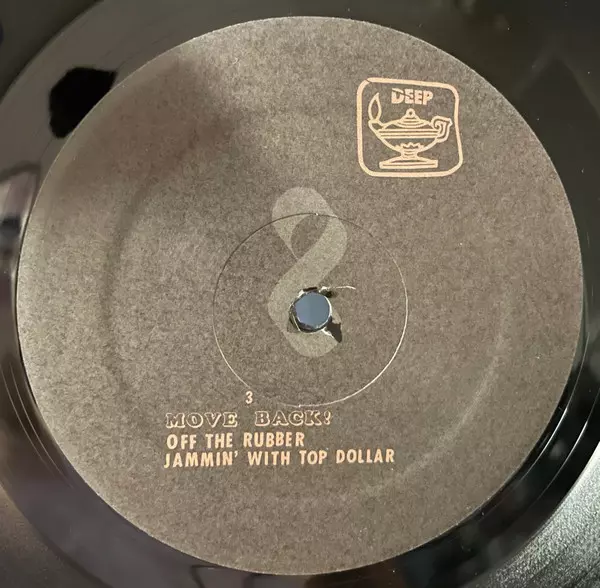 DEEP
3
MOVE BACK!
OFF THE RUBBER
JAMMIN' WITH TOP DOLLAR